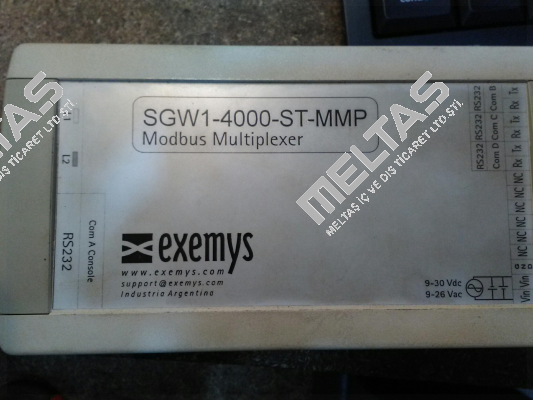 SGW1-4000-ST-MMP
Modbus Multiplexer
L2
Com A Console
RS232
exemys
www.exemys.com
support@exemys.com
Industria Argentina
9-30 Vdc
9-26 Vac
RS232 RS232 RS232
Com D Com C Com B
NC NC NC NC NC Rx Tx Rx Tx Rx Tx
GND
Vin Vin
MELTAŞ
MELTAŞ İÇ VE DIŞ TİCARET LTD.ŞTİ.